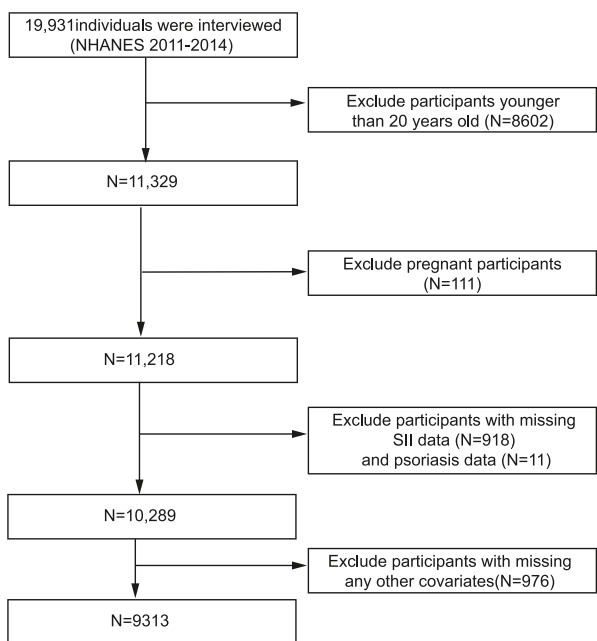 19,931individuals were interviewed
(NHANES 2011-2014)
Exclude participants younger
than 20 years old (N=8602)
N=11,329
Exclude pregnant participants
(N=111)
N=11,218
Exclude participants with missing
SII data (N=918)
and psoriasis data (N=11)
N=10,289
Exclude participants with missing
any other covariates(N=976)
N=9313